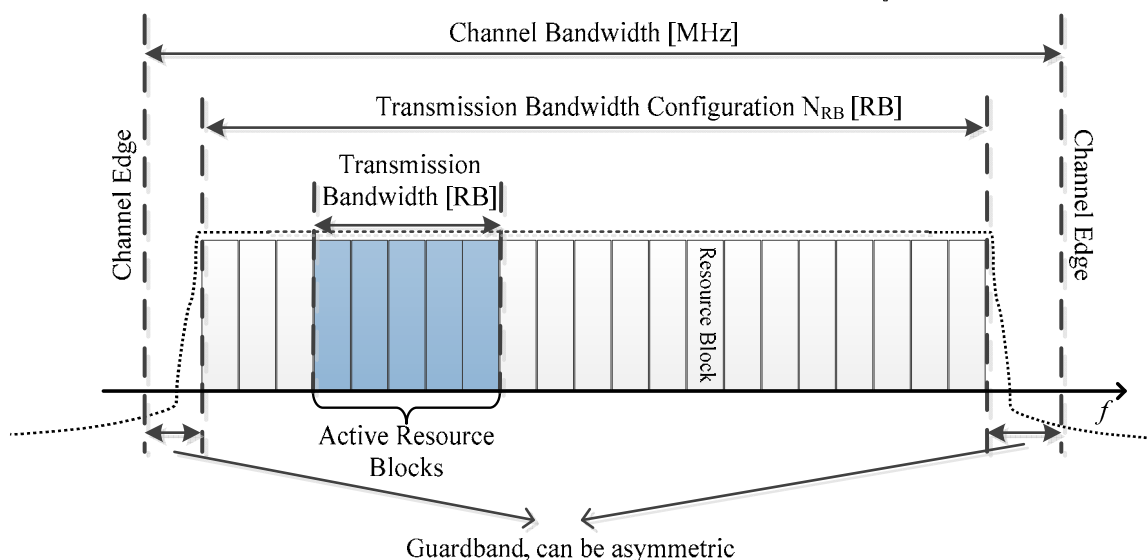 Channel Bandwidth [MHz]
Transmission Bandwidth Configuration N_RB [RB]
Transmission
Bandwidth [RB]
Channel Edge
Channel Edge
Resource Block
f
Active Resource
Blocks
Guardband, can be asymmetric